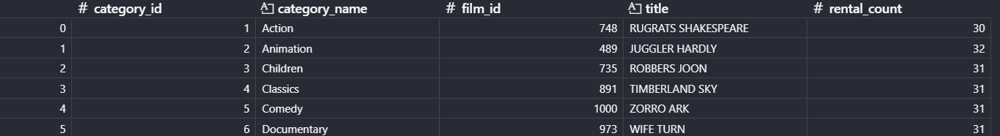 # category_id A category_name # film_id A title # rental_count
0 1 Action 748 RUGRATS SHAKESPEARE 30
1 2 Animation 489 JUGGLER HARDLY 32
2 3 Children 735 ROBBERS JOON 31
3 4 Classics 891 TIMBERLAND SKY 31
4 5 Comedy 1000 ZORRO ARK 31
5 6 Documentary 973 WIFE TURN 31